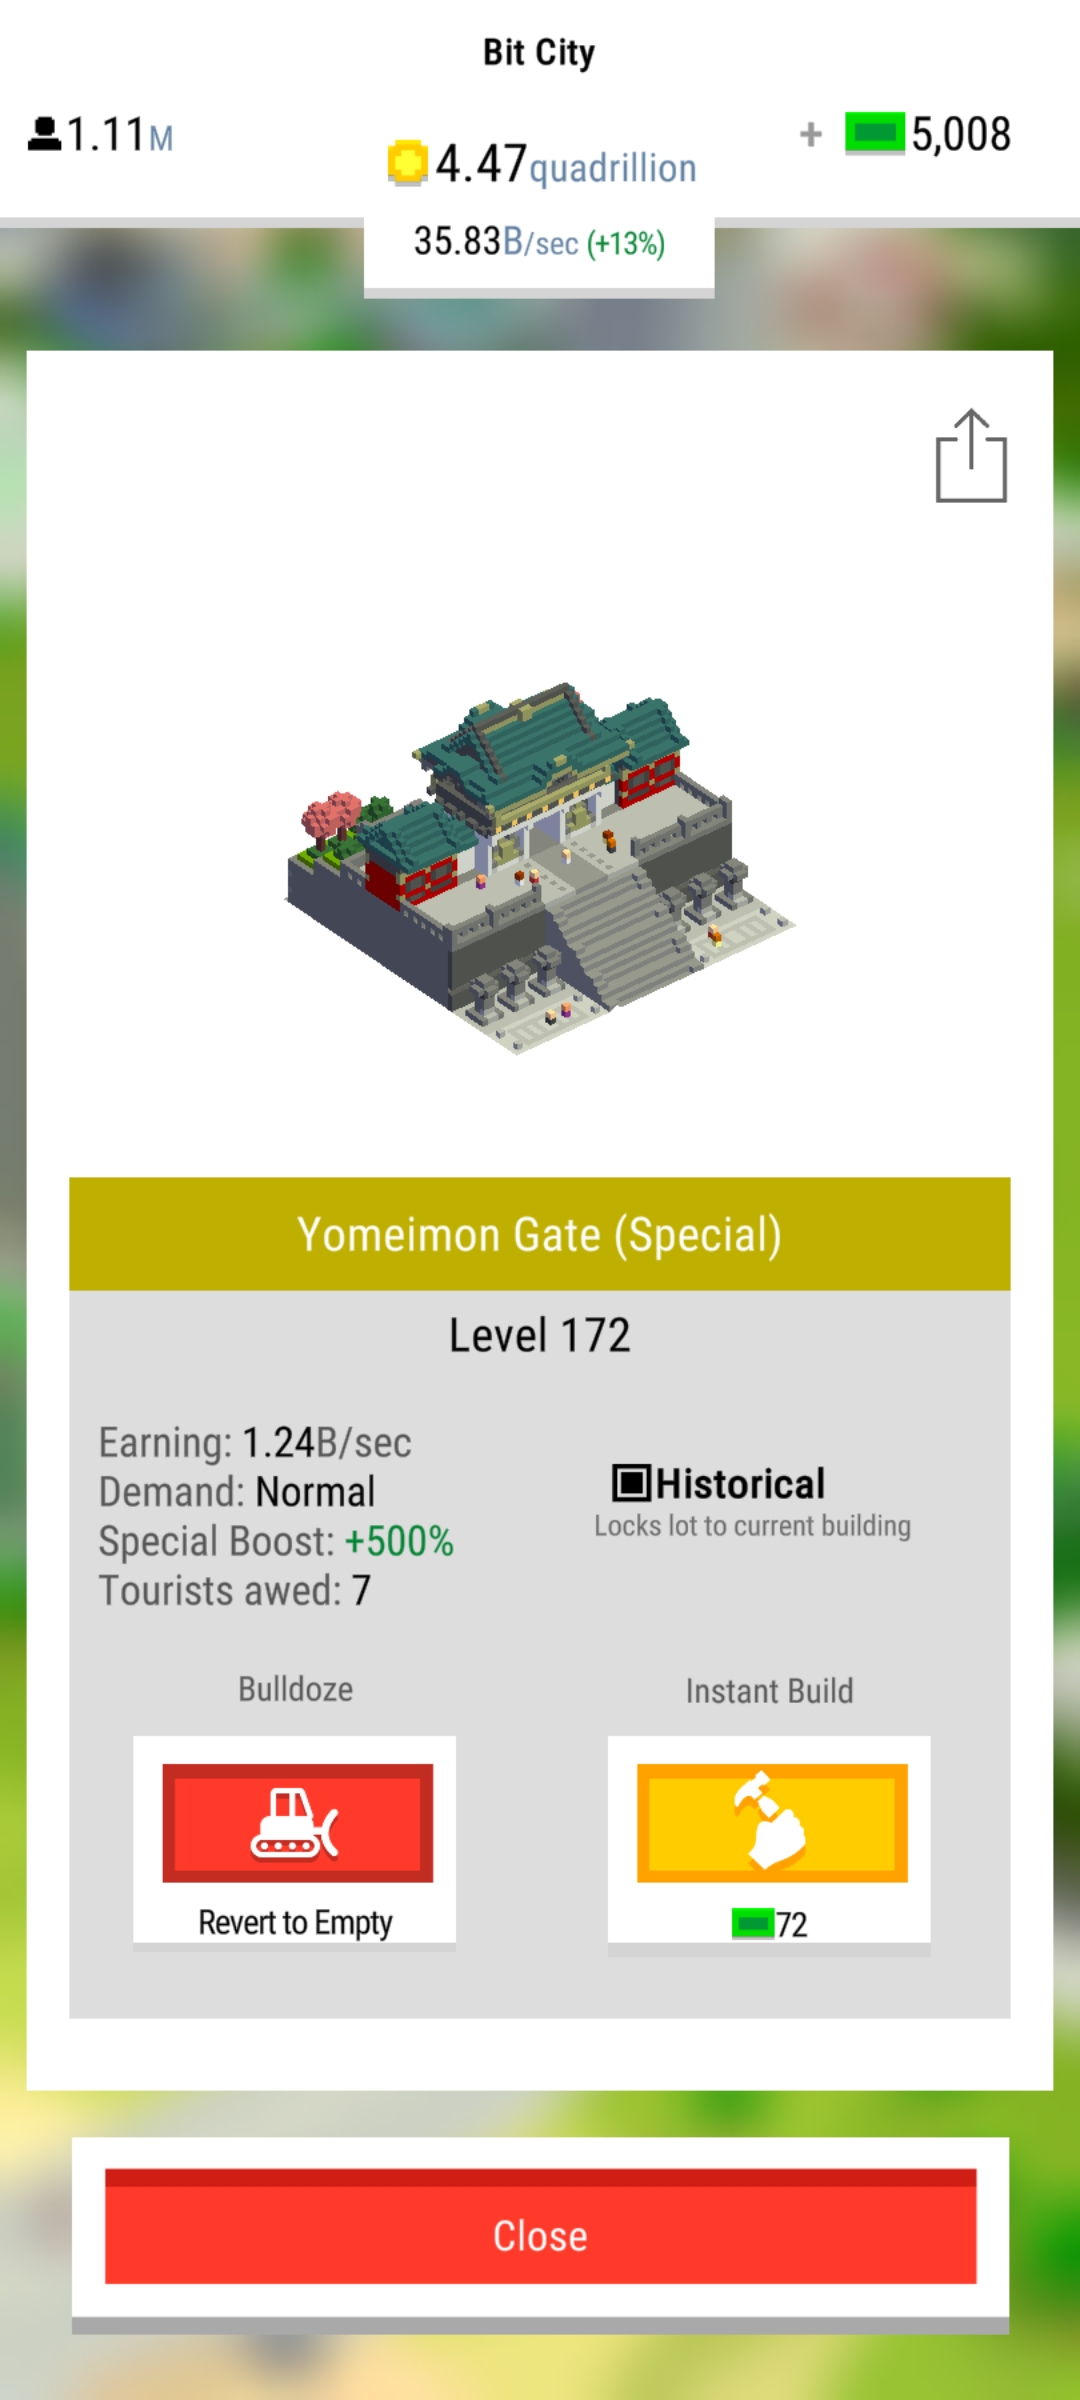 Bit City
1.11M
4.47quadrillion
+ 5,008
35.83B/sec (+13%)
Yomeimon Gate (Special)
Level 172
Earning: 1.24B/sec
Demand: Normal
Special Boost: +500%
Tourists awed: 7
Historical
Locks lot to current building
Bulldoze
Revert to Empty
Instant Build
72
Close